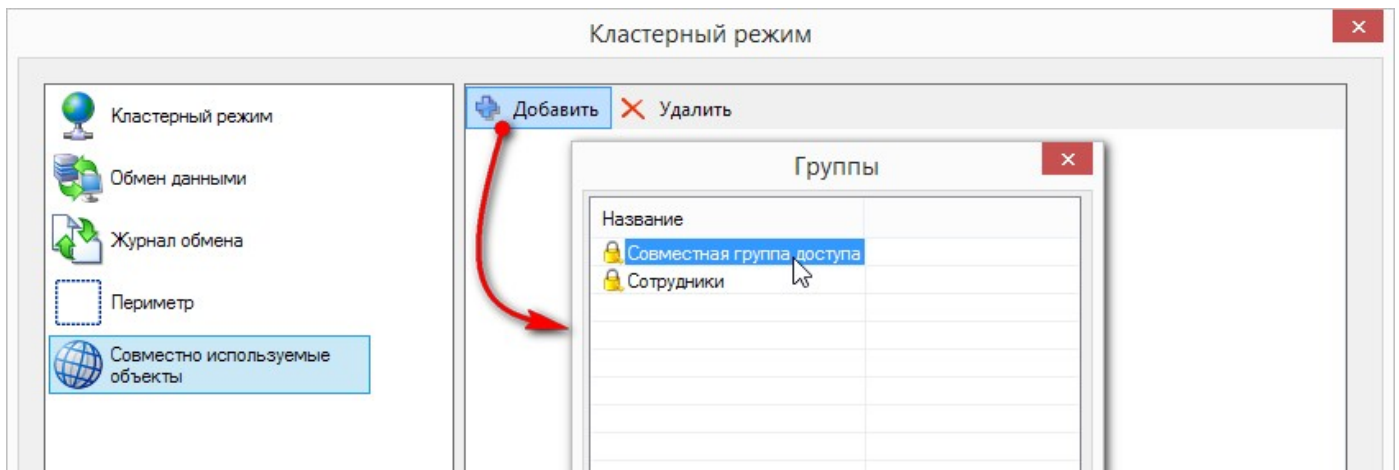 Кластерный режим
Кластерный режим
Обмен данными
Журнал обмена
Периметр
Совместно используемые
объекты
Добавить Удалить
Группы
Название
Совместная группа доступа
Сотрудники